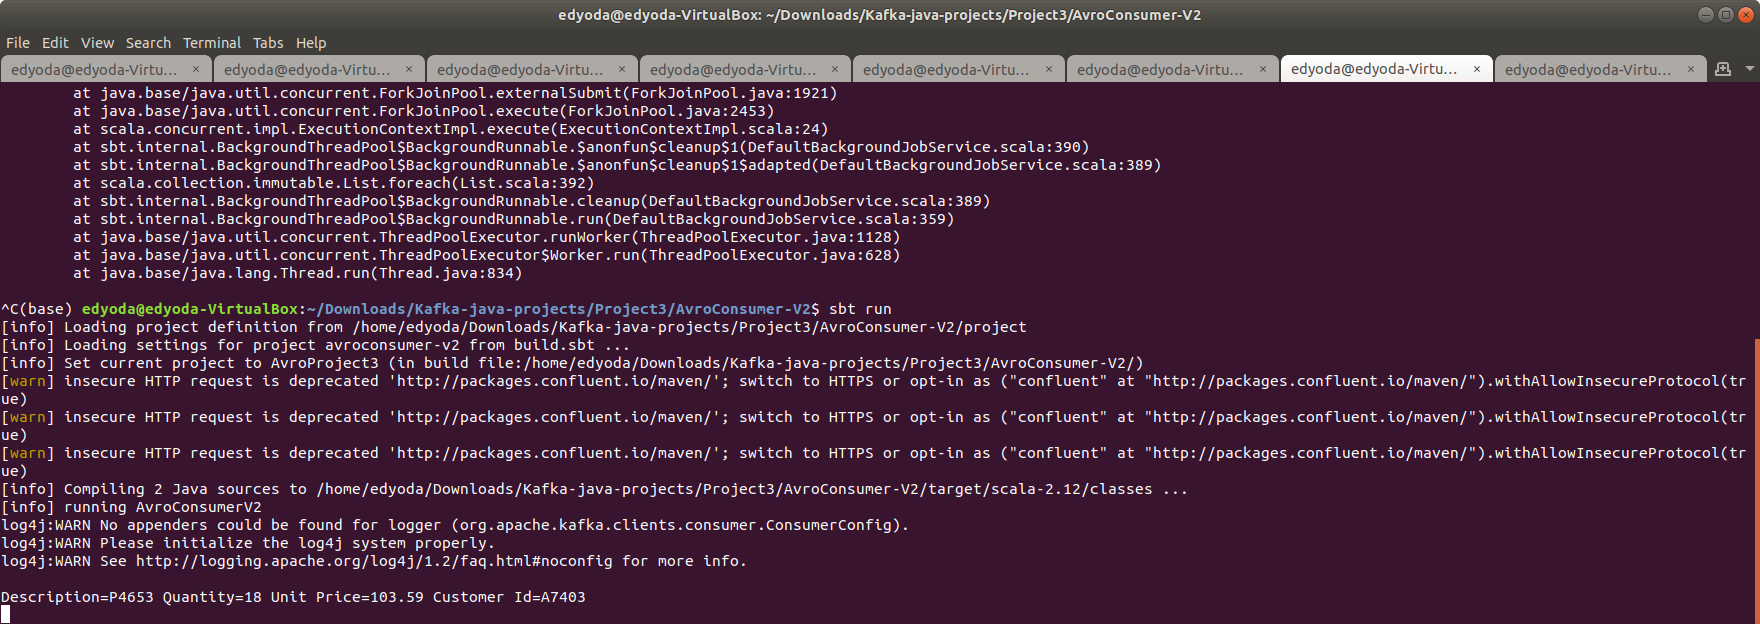 edyoda@edyoda-VirtualBox: ~/Downloads/Kafka-java-projects/Project3/AvroConsumer-V2
File Edit View Search Terminal Tabs Help
edyoda@edyoda-Virtu... × edyoda@edyoda-Virtu... × edyoda@edyoda-Virtu... × edyoda@edyoda-Virtu... × edyoda@edyoda-Virtu... × edyoda@edyoda-Virtu... × edyoda@edyoda-Virtu... × edyoda@edyoda-Virtu... ×
at java.base/java.util.concurrent.ForkJoinPool.externalSubmit(ForkJoinPool.java:1921)
at java.base/java.util.concurrent.ForkJoinPool.execute(ForkJoinPool.java:2453)
at scala.concurrent.impl.ExecutionContextImpl.execute(ExecutionContextImpl.scala:24)
at sbt.internal.BackgroundThreadPool$BackgroundRunnable.$anonfun$cleanup$1(DefaultBackgroundJobService.scala:390)
at sbt.internal.BackgroundThreadPool$BackgroundRunnable.$anonfun$cleanup$1$adapted(DefaultBackgroundJobService.scala:389)
at scala.collection.immutable.List.foreach(List.scala:392)
at sbt.internal.BackgroundThreadPool$BackgroundRunnable.cleanup(DefaultBackgroundJobService.scala:389)
at sbt.internal.BackgroundThreadPool$BackgroundRunnable.run(DefaultBackgroundJobService.scala:359)
at java.base/java.util.concurrent.ThreadPoolExecutor.runWorker(ThreadPoolExecutor.java:1128)
at java.base/java.util.concurrent.ThreadPoolExecutor$Worker.run(ThreadPoolExecutor.java:628)
at java.base/java.lang.Thread.run(Thread.java:834)
^C(base) edyoda@edyoda-VirtualBox:~/Downloads/Kafka-java-projects/Project3/AvroConsumer-V2$ sbt run
[info] Loading project definition from /home/edyoda/Downloads/Kafka-java-projects/Project3/AvroConsumer-V2/project
[info] Loading settings for project avroconsumer-v2 from build.sbt ...
[info] Set current project to AvroProject3 (in build file:/home/edyoda/Downloads/Kafka-java-projects/Project3/AvroConsumer-V2/)
[warn] insecure HTTP request is deprecated 'http://packages.confluent.io/maven/'; switch to HTTPS or opt-in as ("confluent" at "http://packages.confluent.io/maven/").withAllowInsecureProtocol(tr
ue)
[warn] insecure HTTP request is deprecated 'http://packages.confluent.io/maven/'; switch to HTTPS or opt-in as ("confluent" at "http://packages.confluent.io/maven/").withAllowInsecureProtocol(tr
ue)
[warn] insecure HTTP request is deprecated 'http://packages.confluent.io/maven/'; switch to HTTPS or opt-in as ("confluent" at "http://packages.confluent.io/maven/").withAllowInsecureProtocol(tr
ue)
[info] Compiling 2 Java sources to /home/edyoda/Downloads/Kafka-java-projects/Project3/AvroConsumer-V2/target/scala-2.12/classes ...
[info] running AvroConsumerV2
log4j:WARN No appenders could be found for logger (org.apache.kafka.clients.consumer.ConsumerConfig).
log4j:WARN Please initialize the log4j system properly.
log4j:WARN See http://logging.apache.org/log4j/1.2/faq.html#noconfig for more info.
Description=P4653 Quantity=18 Unit Price=103.59 Customer Id=A7403